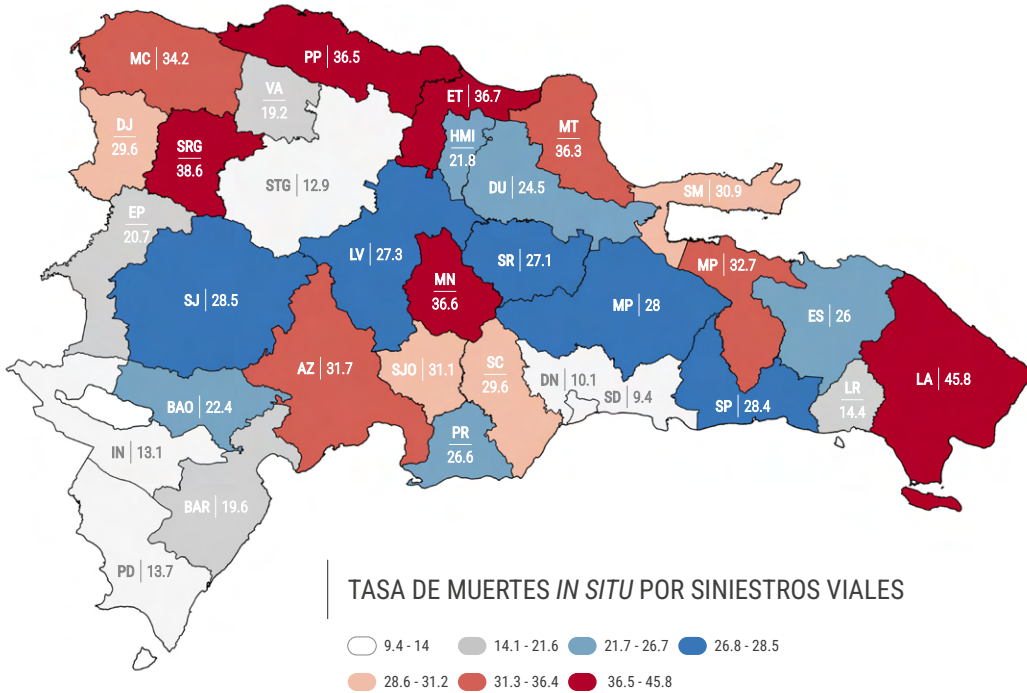 MC | 34.2
PP | 36.5
VA
19.2
ET | 36.7
DJ
29.6
SRG
38.6
HMI
21.8
MT
36.3
STG | 12.9
DU | 24.5
SM | 30.9
EP
20.7
LV | 27.3
SR | 27.1
MP | 32.7
MN
36.6
SJ | 28.5
MP | 28
ES | 26
AZ | 31.7
SJO | 31.1
SC
29.6
DN | 10.1
SD | 9.4
LA | 45.8
LR
14.4
BAO | 22.4
SP | 28.4
PR
26.6
IN | 13.1
BAR | 19.6
PD | 13.7
TASA DE MUERTES IN SITU POR SINIESTROS VIALES
9.4 - 14
14.1 - 21.6
21.7 - 26.7
26.8 - 28.5
28.6 - 31.2
31.3 - 36.4
36.5 - 45.8